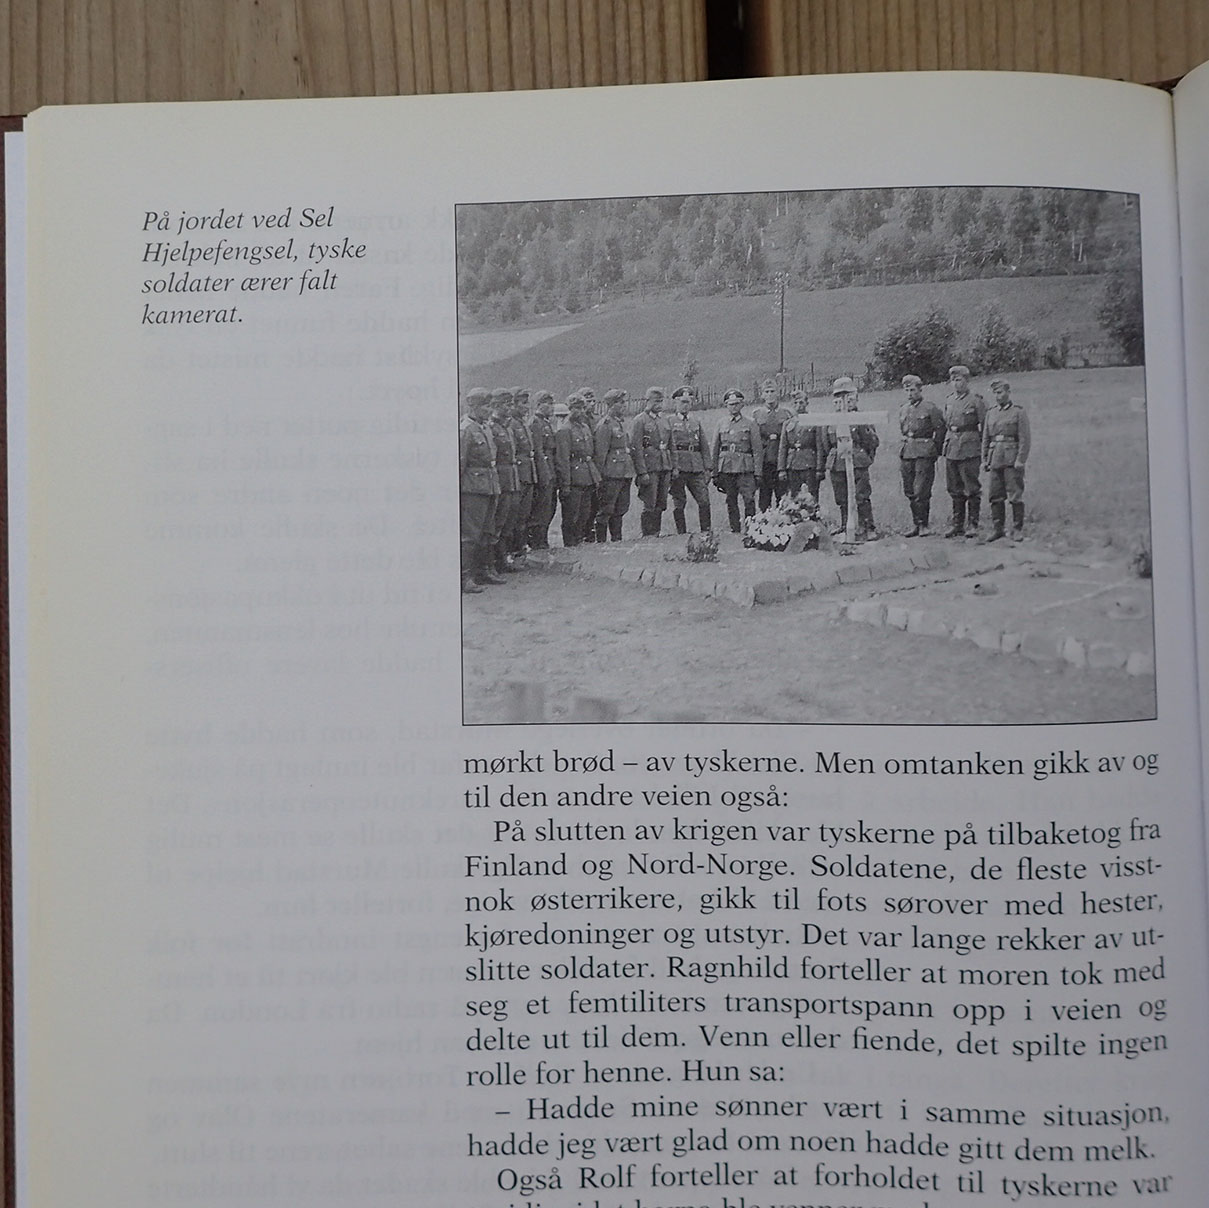 På jordet ved Sel
Hjelpefengsel, tyske
soldater ærer falt
kamerat.
mørkt brød – av tyskerne. Men omtanken gikk av og
til den andre veien også:
På slutten av krigen var tyskerne på tilbaketog fra
Finland og Nord-Norge. Soldatene, de fleste visst-
nok østerrikere, gikk til fots sørover med hester,
kjøredoninger og utstyr. Det var lange rekker av ut-
slitte soldater. Ragnhild forteller at moren tok med
seg et femtiliters transportspann opp i veien og
delte ut til dem. Venn eller fiende, det spilte ingen
rolle for henne. Hun sa:
– Hadde mine sønner vært i samme situasjon,
hadde jeg vært glad om noen hadde gitt dem melk.
Også Rolf forteller at forholdet til tyskerne var